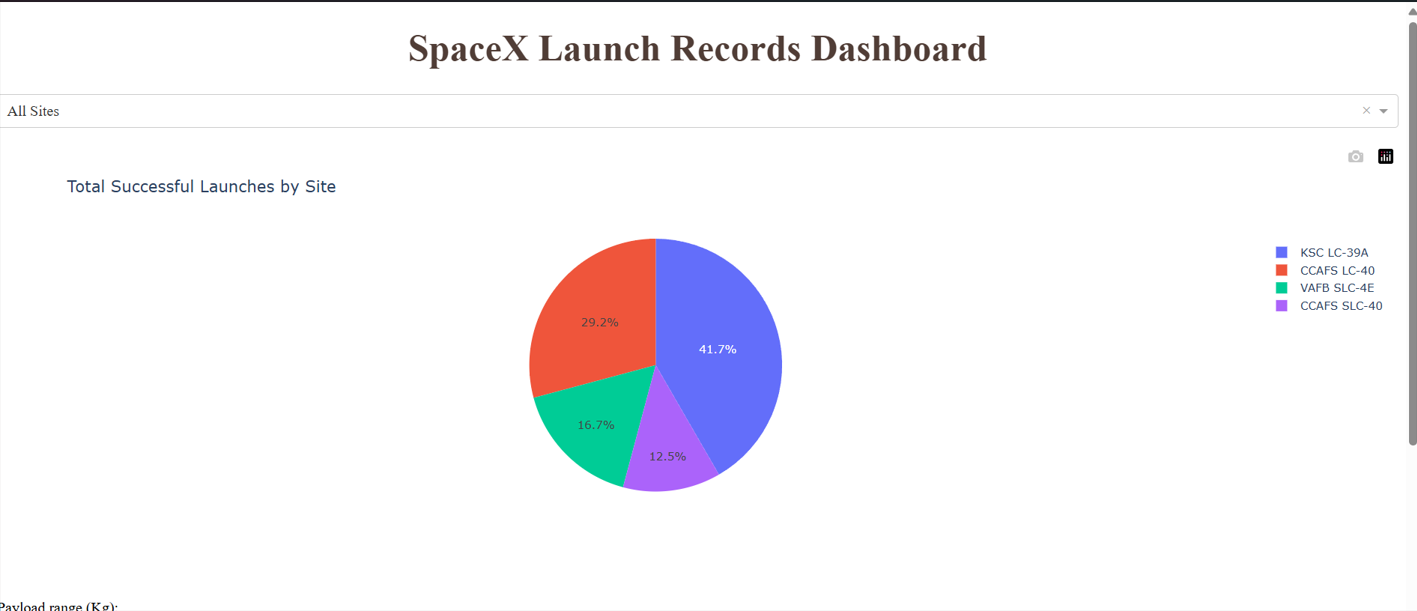 SpaceX Launch Records Dashboard
All Sites
Total Successful Launches by Site
KSC LC-39A
CCAFS LC-40
VAFB SLC-4E
CCAFS SLC-40
29.2%
41.7%
16.7%
12.5%
Payload range (Kg):